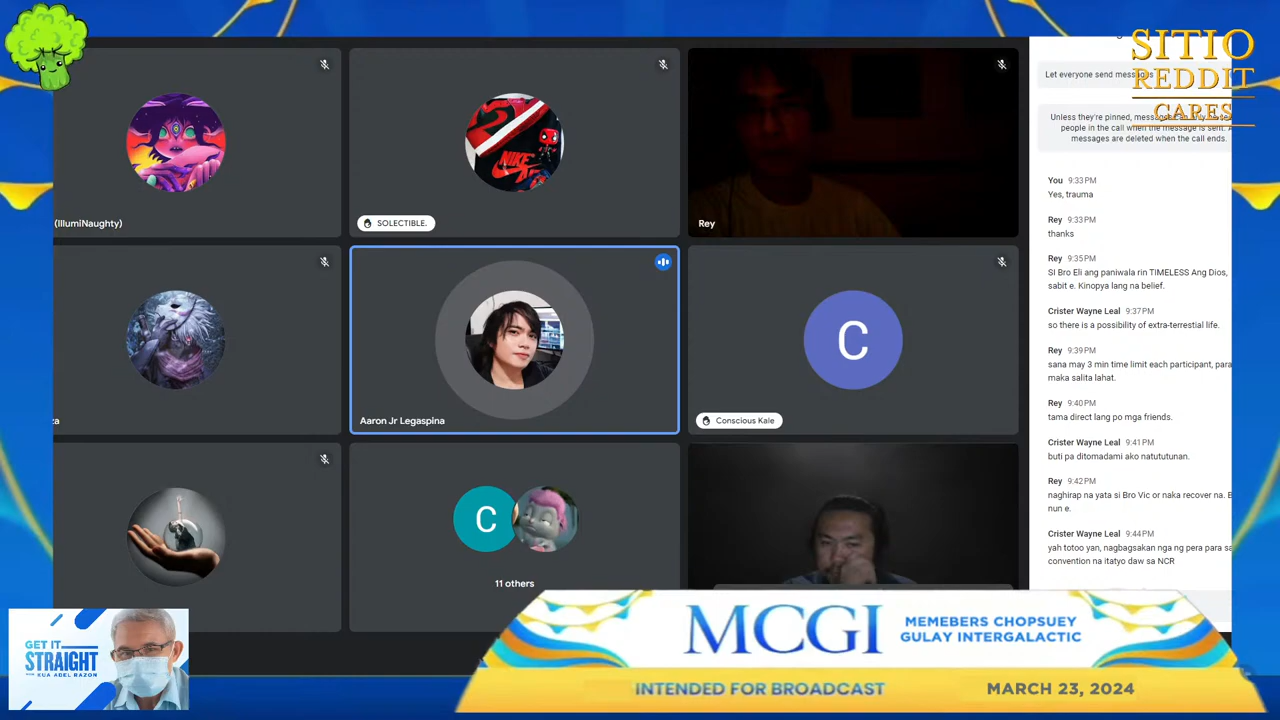 SITIO
REDDIT
CARES
Let everyone send messages
Unless they're pinned, messages can only be
people in the call when the message is sent.
messages are deleted when the call ends.
(IllumiNaughty)
NIKE
SOLECTIBLE.
Rey
You 9:33 PM
Yes, trauma
Rey 9:33 PM
thanks
Rey 9:35 PM
SI Bro Eli ang paniwala rin TIMELESS Ang Dios,
sabit e. Kinopya lang na belief.
Crister Wayne Leal 9:37 PM
so there is a possibility of extra-terrestial life.
Rey 9:39 PM
sana may 3 min time limit each participant, para
maka salita lahat.
Rey 9:40 PM
tama direct lang po mga friends.
Crister Wayne Leal 9:41 PM
buti pa ditomadami ako natututunan.
Rey 9:42 PM
naghirap na yata si Bro Vic or naka recover na.
nun e.
Crister Wayne Leal 9:44 PM
yah totoo yan, nagbagsakan nga ng pera para
convention na itatyo daw sa NCR
za
Aaron Jr Legaspina
C
Conscious Kale
C
11 others
GET IT
STRAIGHT
WITH KUA ADEL RAZON
MCGI
MEMEBERS CHOPSUEY
GULAY INTERGALACTIC
INTENDED FOR BROADCAST
MARCH 23, 2024